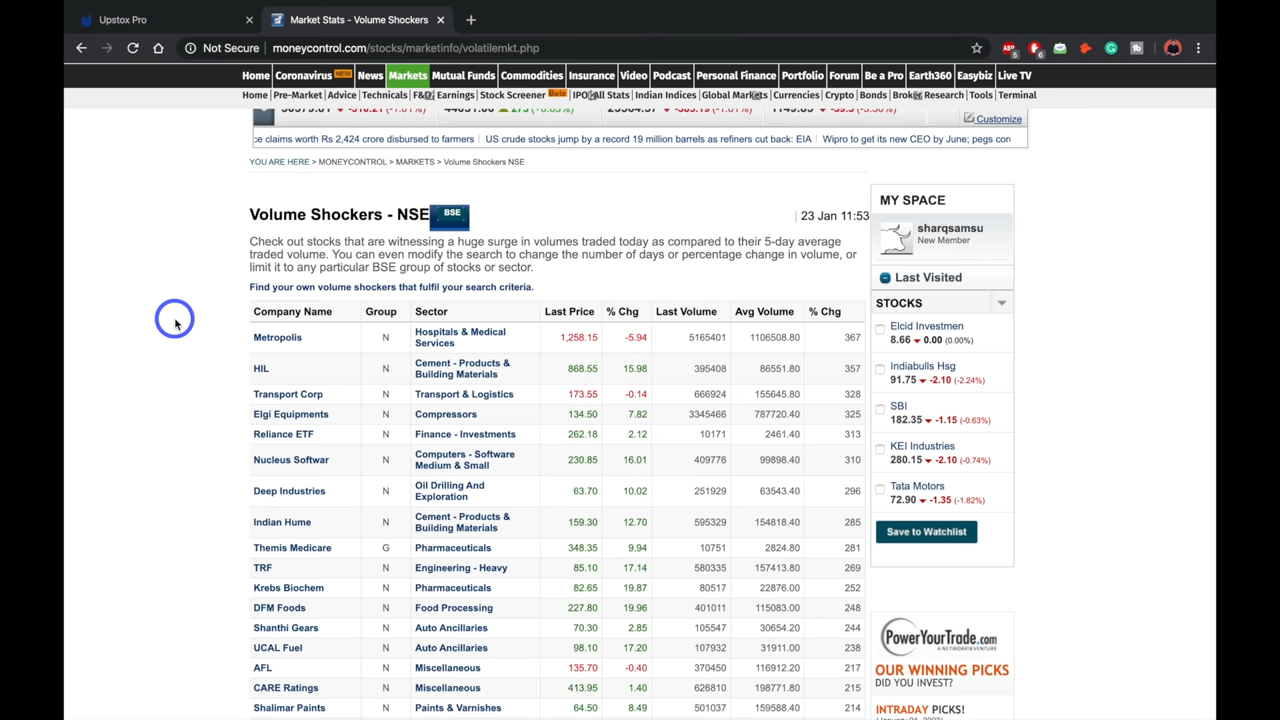 Upstox Pro
Market Stats - Volume Shockers
Not Secure | moneycontrol.com/stocks/marketinfo/volatilemkt.php
Home Coronavirus NEW News Markets Mutual Funds Commodities Insurance Video Podcast Personal Finance Portfolio Forum Be a Pro Earth360 Easybiz Live TV
Home | Pre-Market | Advice | Technicals | F&O | Earnings | Stock Screener Beta | IPO | All Stats | Indian Indices | Global Markets | Currencies | Crypto | Bonds | Broker Research | Tools | Terminal
Customize
ce claims worth Rs 2,424 crore disbursed to farmers | US crude stocks jump by a record 19 million barrels as refiners cut back: EIA | Wipro to get its new CEO by June; pegs con
YOU ARE HERE > MONEYCONTROL > MARKETS > Volume Shockers NSE
Volume Shockers - NSE BSE | 23 Jan 11:53
Check out stocks that are witnessing a huge surge in volumes traded today as compared to their 5-day average
traded volume. You can even modify the search to change the number of days or percentage change in volume, or
limit it to any particular BSE group of stocks or sector.
Find your own volume shockers that fulfil your search criteria.
Company Name Group Sector Last Price % Chg Last Volume Avg Volume % Chg
Metropolis N Hospitals & Medical Services 1,258.15 -5.94 5165401 1106508.80 367
HIL N Cement - Products & Building Materials 868.55 15.98 395408 86551.80 357
Transport Corp N Transport & Logistics 173.55 -0.14 666924 155645.80 328
Elgi Equipments N Compressors 134.50 7.82 3345466 787720.40 325
Reliance ETF N Finance - Investments 262.18 2.12 10171 2461.40 313
Nucleus Softwar N Computers - Software Medium & Small 230.85 16.01 409776 99898.40 310
Deep Industries N Oil Drilling And Exploration 63.70 10.02 251929 63543.40 296
Indian Hume N Cement - Products & Building Materials 159.30 12.70 595329 154818.40 285
Themis Medicare G Pharmaceuticals 348.35 9.94 10751 2824.80 281
TRF N Engineering - Heavy 85.10 17.14 580335 157413.80 269
Krebs Biochem N Pharmaceuticals 82.65 19.87 80517 22876.00 252
DFM Foods N Food Processing 227.80 19.96 401011 115083.00 248
Shanthi Gears N Auto Ancillaries 70.30 2.85 105547 30654.20 244
UCAL Fuel N Auto Ancillaries 98.10 17.20 107932 31911.00 238
AFL N Miscellaneous 135.70 -0.40 370450 116912.20 217
CARE Ratings N Miscellaneous 413.95 1.40 626810 198771.80 215
Shalimar Paints N Paints & Varnishes 64.50 8.49 501037 159588.40 214
MY SPACE
sharqsamsu
New Member
Last Visited
STOCKS
Elcid Investmen
8.66 0.00 (0.00%)
Indiabulls Hsg
91.75 -2.10 (-2.24%)
SBI
182.35 -1.15 (-0.63%)
KEI Industries
280.15 -2.10 (-0.74%)
Tata Motors
72.90 -1.35 (-1.82%)
Save to Watchlist
PowerYourTrade.com
OUR WINNING PICKS
DID YOU INVEST?
INTRADAY PICKS!